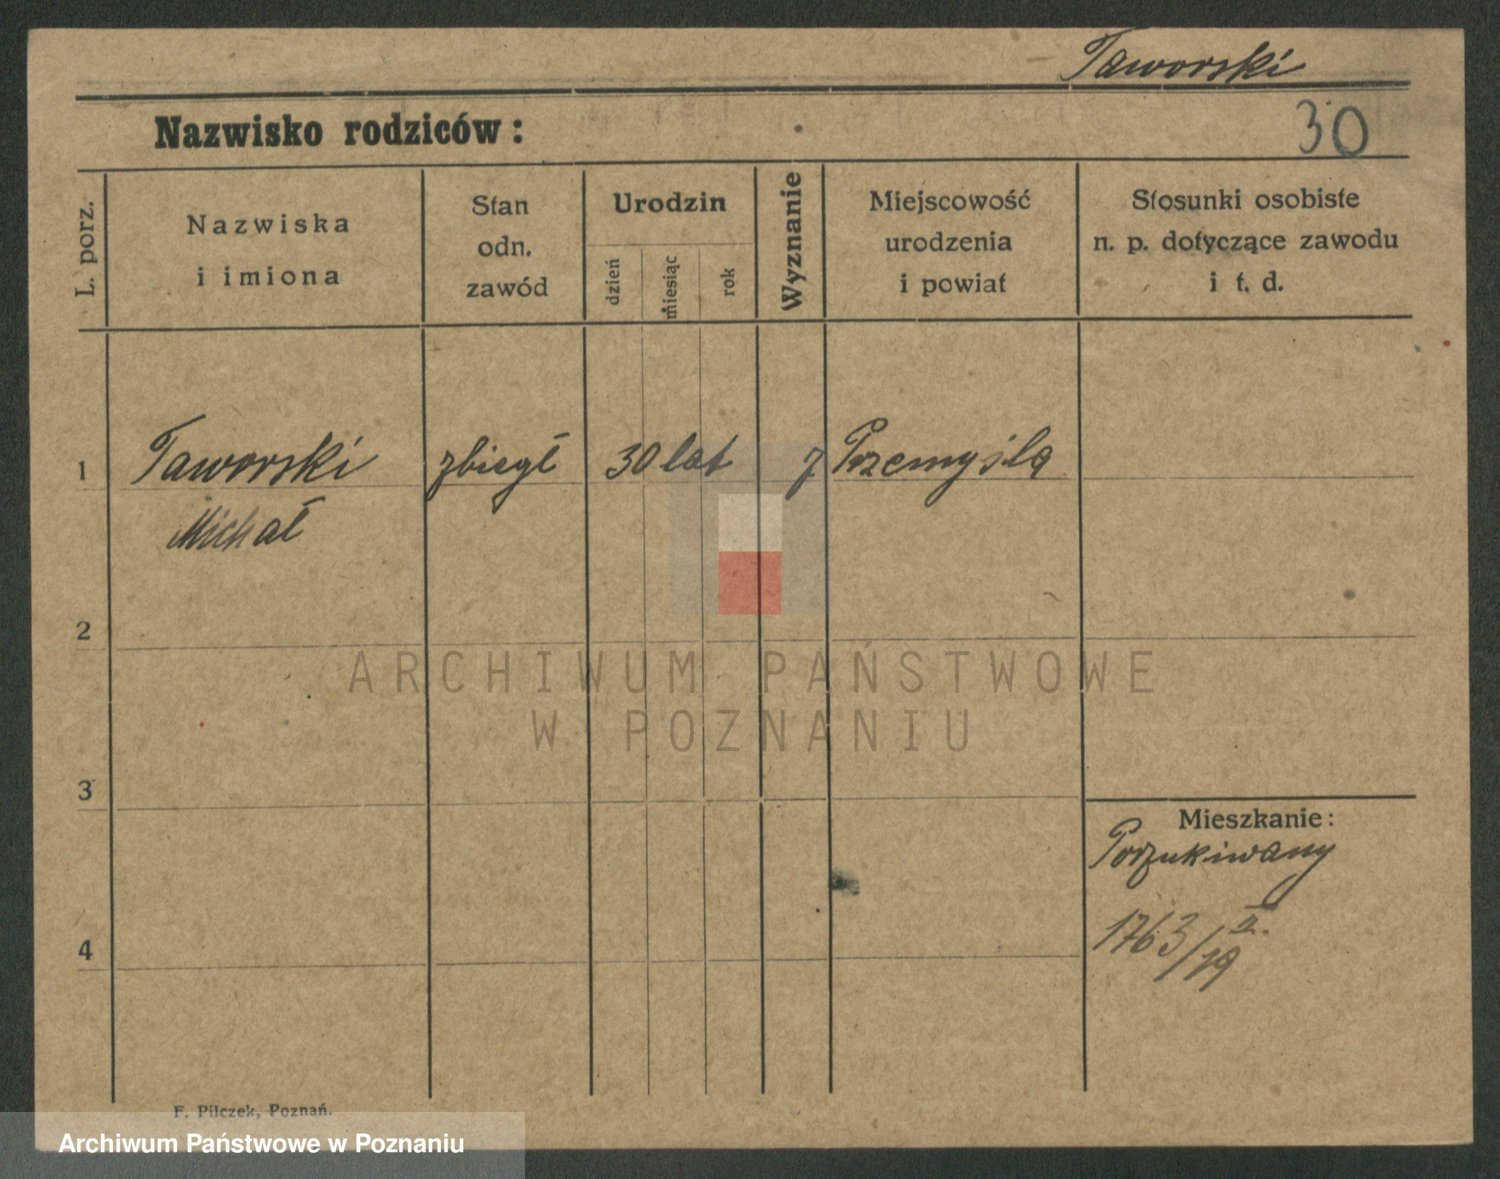 Taworski
Nazwisko rodziców:
30
L. porz.
Nazwiska
i imiona
Stan
odn.
zawód
Urodzin
dzień
miesiąc
rok
Wyznanie
Miejscowość
urodzenia
i powiat
Stosunki osobiste
n. p. dotyczące zawodu
i t. d.
1 Taworski zbiegł 30 lat z Przemyśla
Michał
2
ARCHIWUM PAŃSTWOWE
W POZNANIU
3
Mieszkanie:
Poszukiwany
1763/19 II.
4
F. Pilczek, Poznań.
Archiwum Państwowe w Poznaniu